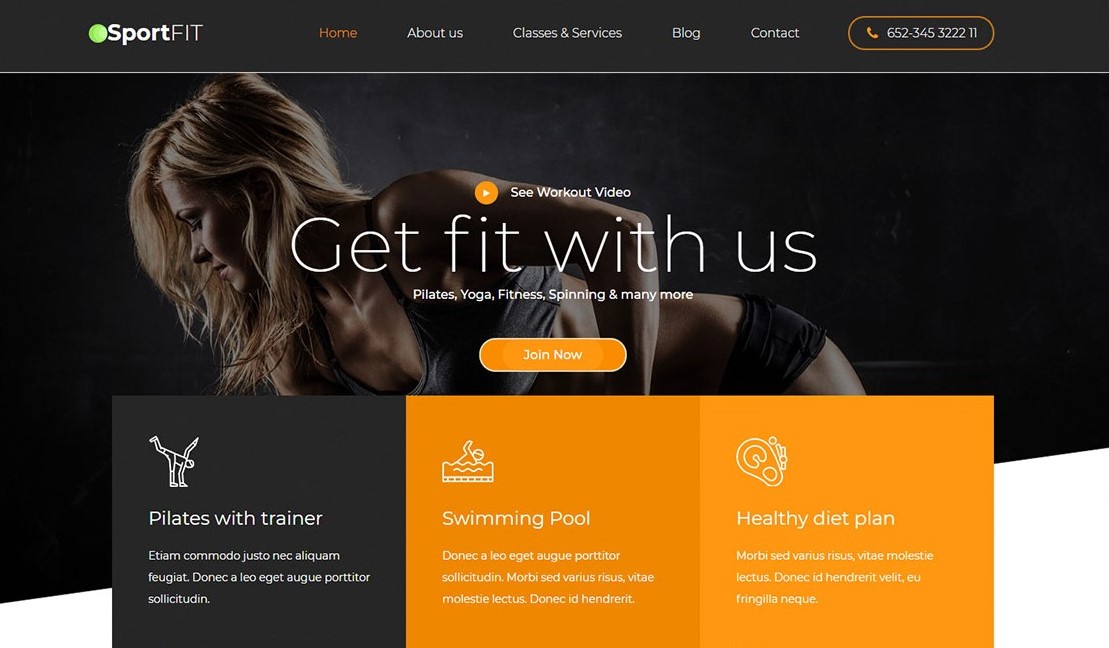 SportFIT
Home
About us
Classes & Services
Blog
Contact
652-345 3222 11
See Workout Video
Get fit with us
Pilates, Yoga, Fitness, Spinning & many more
Join Now
Pilates with trainer
Etiam commodo justo nec aliquam
feugiat. Donec a leo eget augue porttitor
sollicitudin.
Swimming Pool
Donec a leo eget augue porttitor
sollicitudin. Morbi sed varius risus, vitae
molestie lectus. Donec id hendrerit.
Healthy diet plan
Morbi sed varius risus, vitae molestie
lectus. Donec id hendrerit velit, eu
fringilla neque.